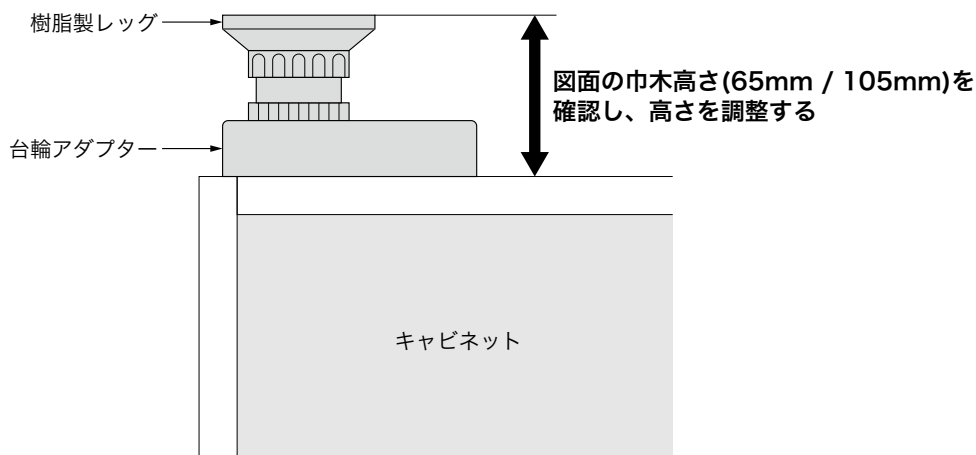 樹脂製レッグ
図面の巾木高さ(65mm / 105mm)を
確認し、高さを調整する
台輪アダプター
キャビネット